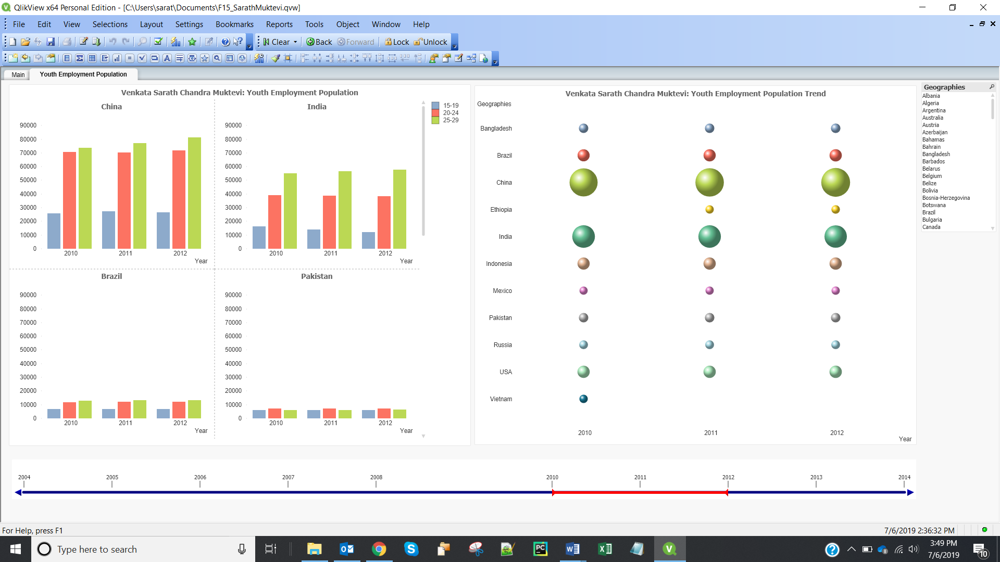 QlikView x64 Personal Edition - [C:\Users\sarat\Documents\F15_SarathMuktevi.qvw]
File Edit View Selections Layout Settings Bookmarks Reports Tools Object Window Help
Clear Back Forward Lock Unlock
Main Youth Employment Population
Venkata Sarath Chandra Muktevi: Youth Employment Population
15-19
20-24
25-29
China
90000
80000
70000
60000
50000
40000
30000
20000
10000
0
2010 2011 2012
Year
India
90000
80000
70000
60000
50000
40000
30000
20000
10000
0
2010 2011 2012
Year
Brazil
90000
80000
70000
60000
50000
40000
30000
20000
10000
0
2010 2011 2012
Year
Pakistan
90000
80000
70000
60000
50000
40000
30000
20000
10000
0
2010 2011 2012
Year
Venkata Sarath Chandra Muktevi: Youth Employment Population Trend
Geographies
Bangladesh
Brazil
China
Ethiopia
India
Indonesia
Mexico
Pakistan
Russia
USA
Vietnam
2010 2011 2012
Year
Geographies
Albania
Algeria
Argentina
Australia
Austria
Azerbaijan
Bahamas
Bahrain
Bangladesh
Barbados
Belarus
Belgium
Belize
Bolivia
Bosnia-Herzegovina
Botswana
Brazil
Bulgaria
Canada
2004 2005 2006 2007 2008 2010 2011 2012 2013 2014
For Help, press F1
7/6/2019 2:36:32 PM
Type here to search
3:49 PM
7/6/2019
10